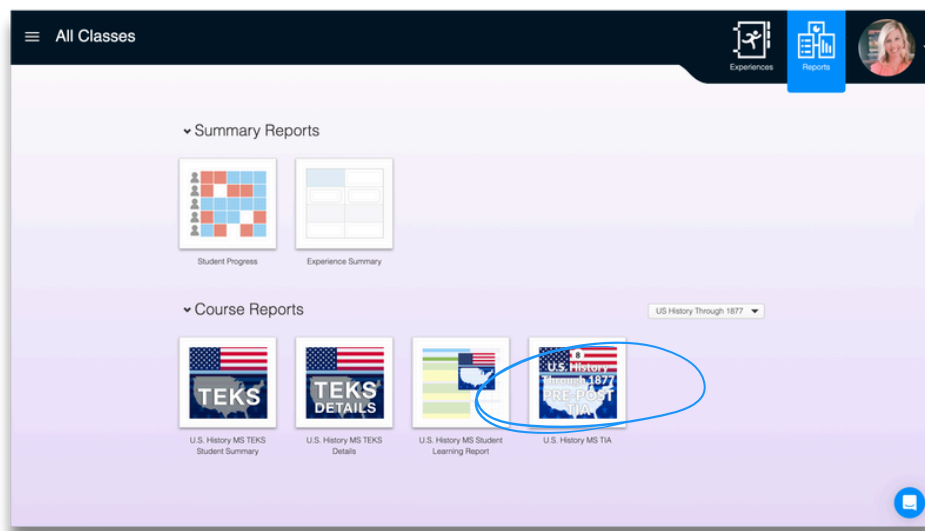 All Classes
Experiences
Reports
Summary Reports
Student Progress
Experience Summary
Course Reports
US History Through 1877
TEKS
TEKS
DETAILS
8
U.S. History
Through 1877
PRE-POST
TIA
U.S. History MS TEKS
Student Summary
U.S. History MS TEKS
Details
U.S. History MS Student
Learning Report
U.S. History MS TIA